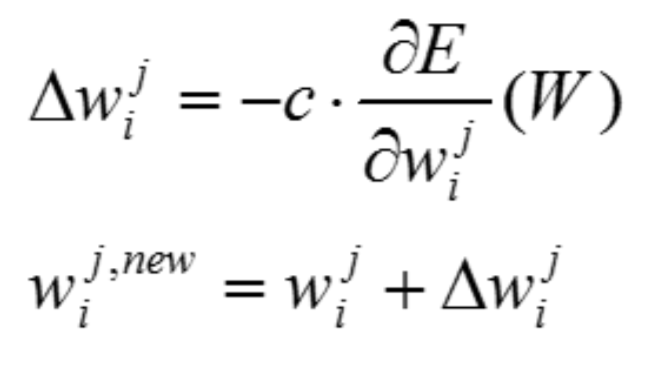 Δw_i^j = −c · ∂E/∂w_i^j (W)
w_i^{j,new} = w_i^j + Δw_i^j